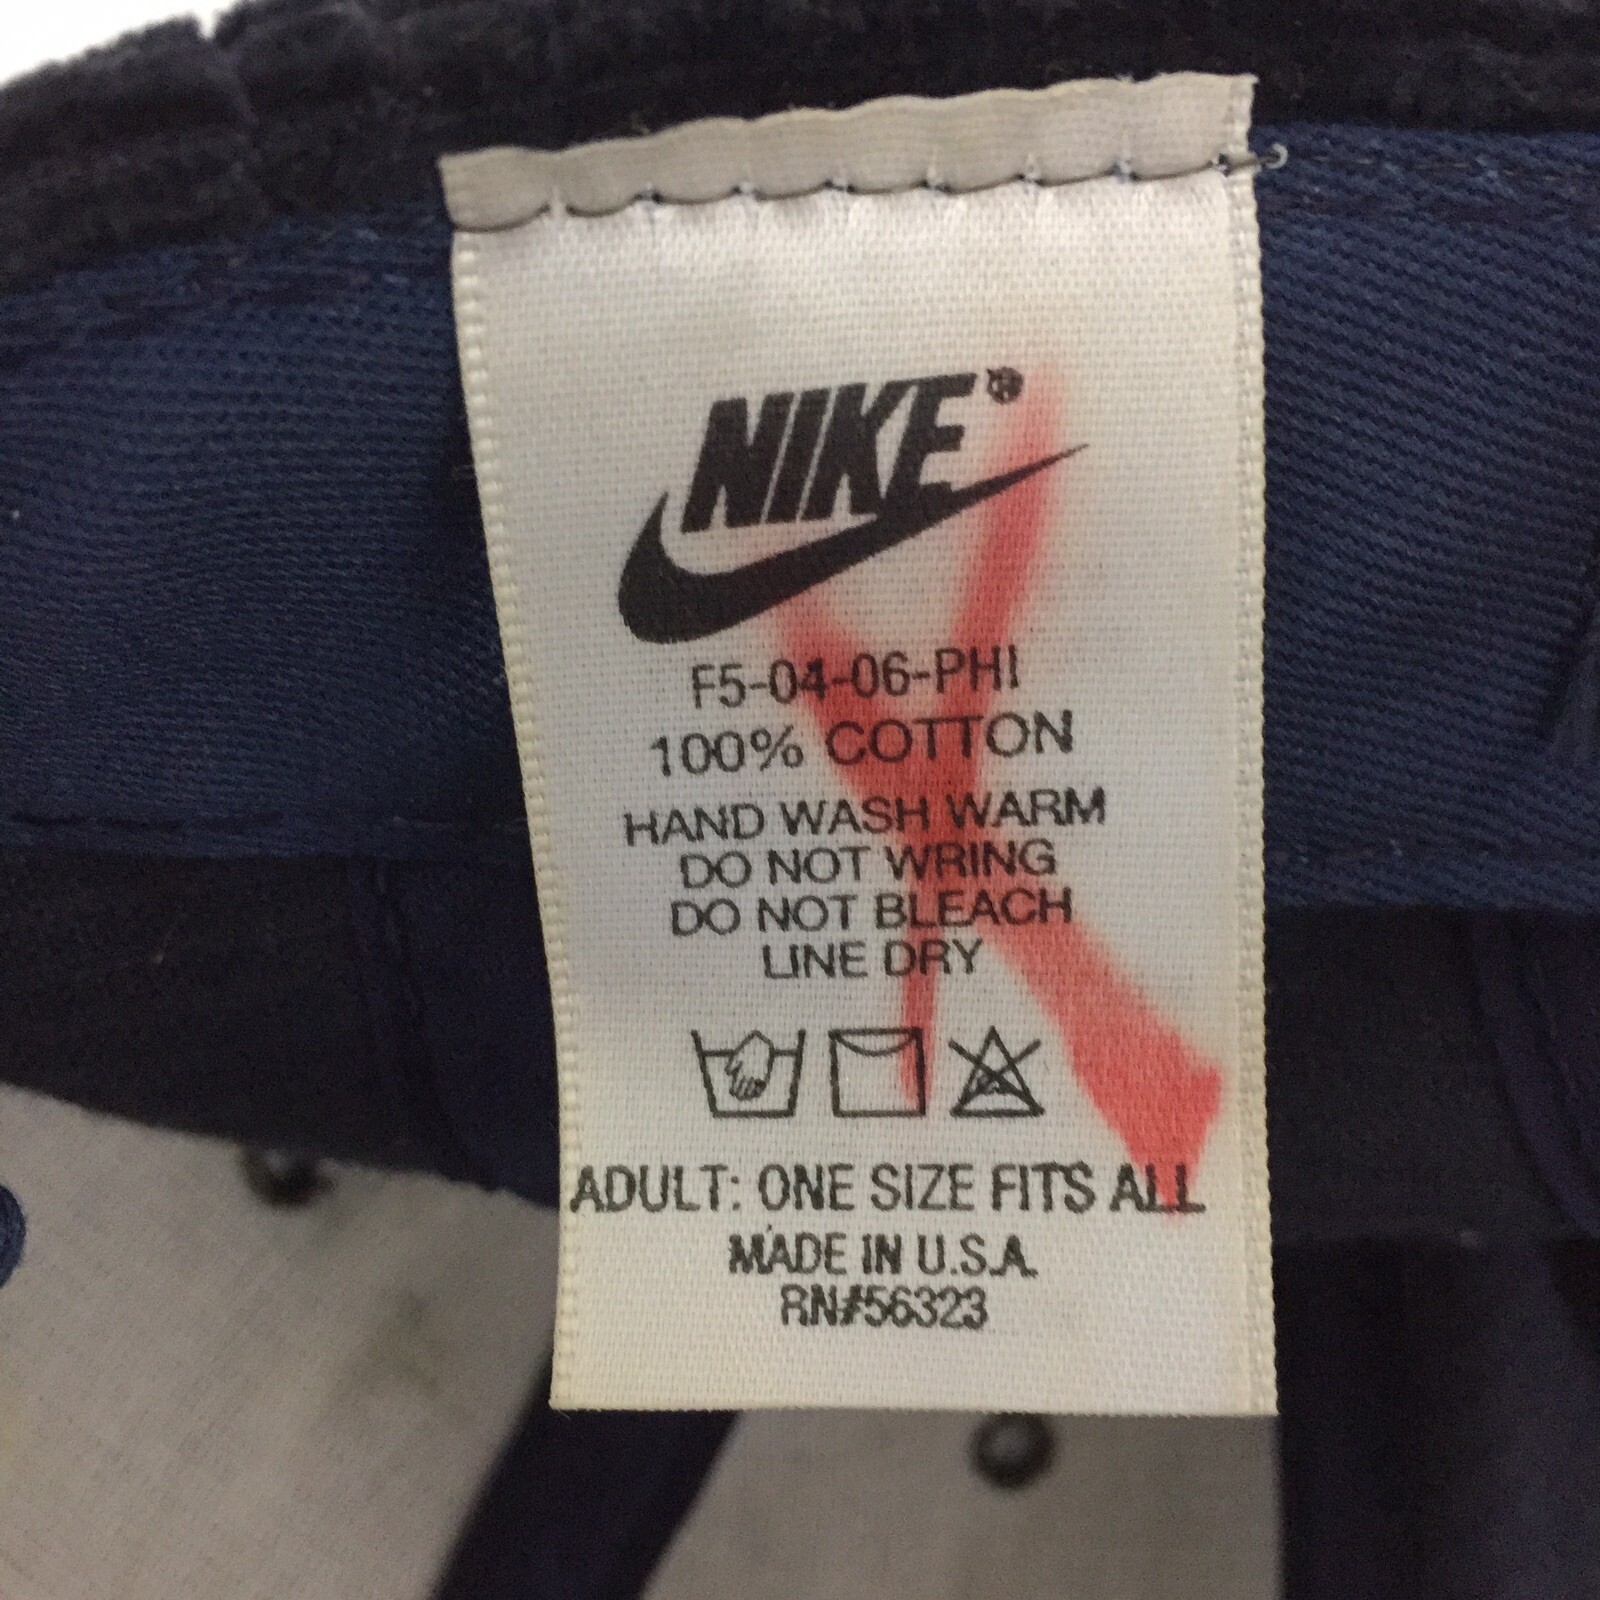 NIKE®
F5-04-06-PHI
100% COTTON
HAND WASH WARM
DO NOT WRING
DO NOT BLEACH
LINE DRY
ADULT: ONE SIZE FITS ALL
MADE IN U.S.A.
RN#56323